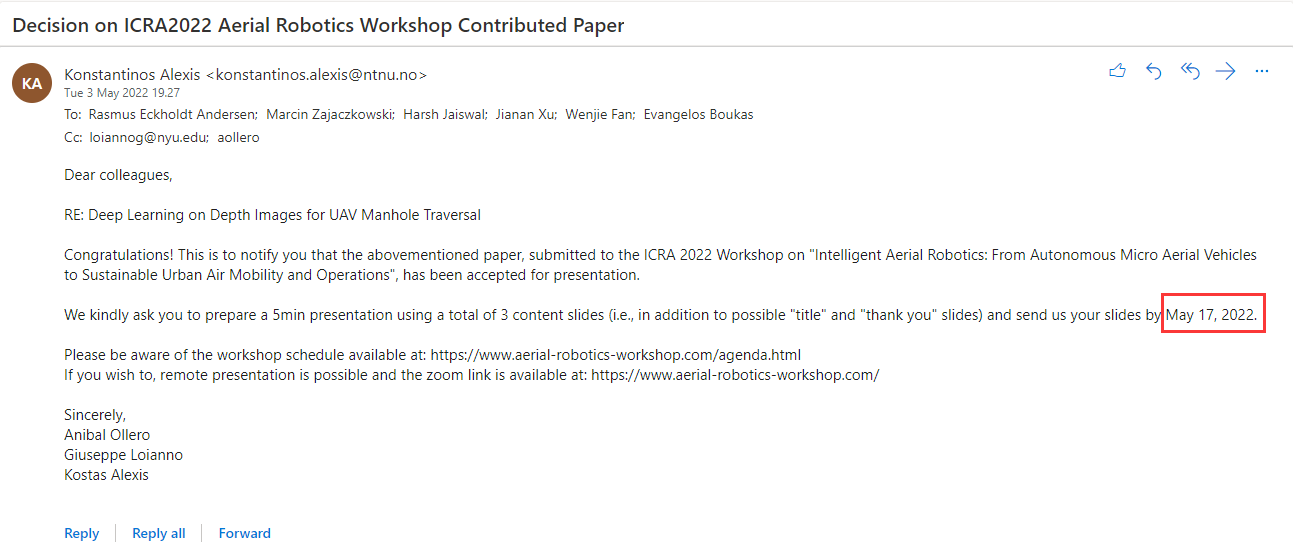 Decision on ICRA2022 Aerial Robotics Workshop Contributed Paper
KA
Konstantinos Alexis <konstantinos.alexis@ntnu.no>
Tue 3 May 2022 19.27
To: Rasmus Eckholdt Andersen; Marcin Zajaczkowski; Harsh Jaiswal; Jianan Xu; Wenjie Fan; Evangelos Boukas
Cc: loiannog@nyu.edu; aollero
Dear colleagues,
RE: Deep Learning on Depth Images for UAV Manhole Traversal
Congratulations! This is to notify you that the abovementioned paper, submitted to the ICRA 2022 Workshop on "Intelligent Aerial Robotics: From Autonomous Micro Aerial Vehicles
to Sustainable Urban Air Mobility and Operations", has been accepted for presentation.
We kindly ask you to prepare a 5min presentation using a total of 3 content slides (i.e., in addition to possible "title" and "thank you" slides) and send us your slides by May 17, 2022.
Please be aware of the workshop schedule available at: https://www.aerial-robotics-workshop.com/agenda.html
If you wish to, remote presentation is possible and the zoom link is available at: https://www.aerial-robotics-workshop.com/
Sincerely,
Anibal Ollero
Giuseppe Loianno
Kostas Alexis
Reply Reply all Forward